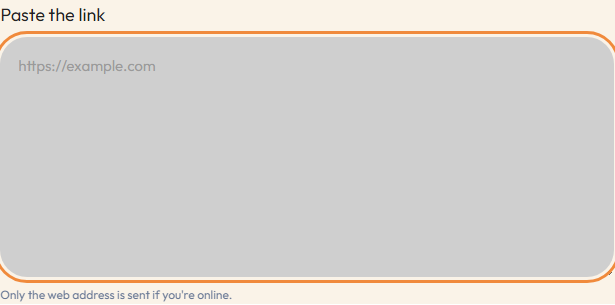 Paste the link
https://example.com
Only the web address is sent if you're online.